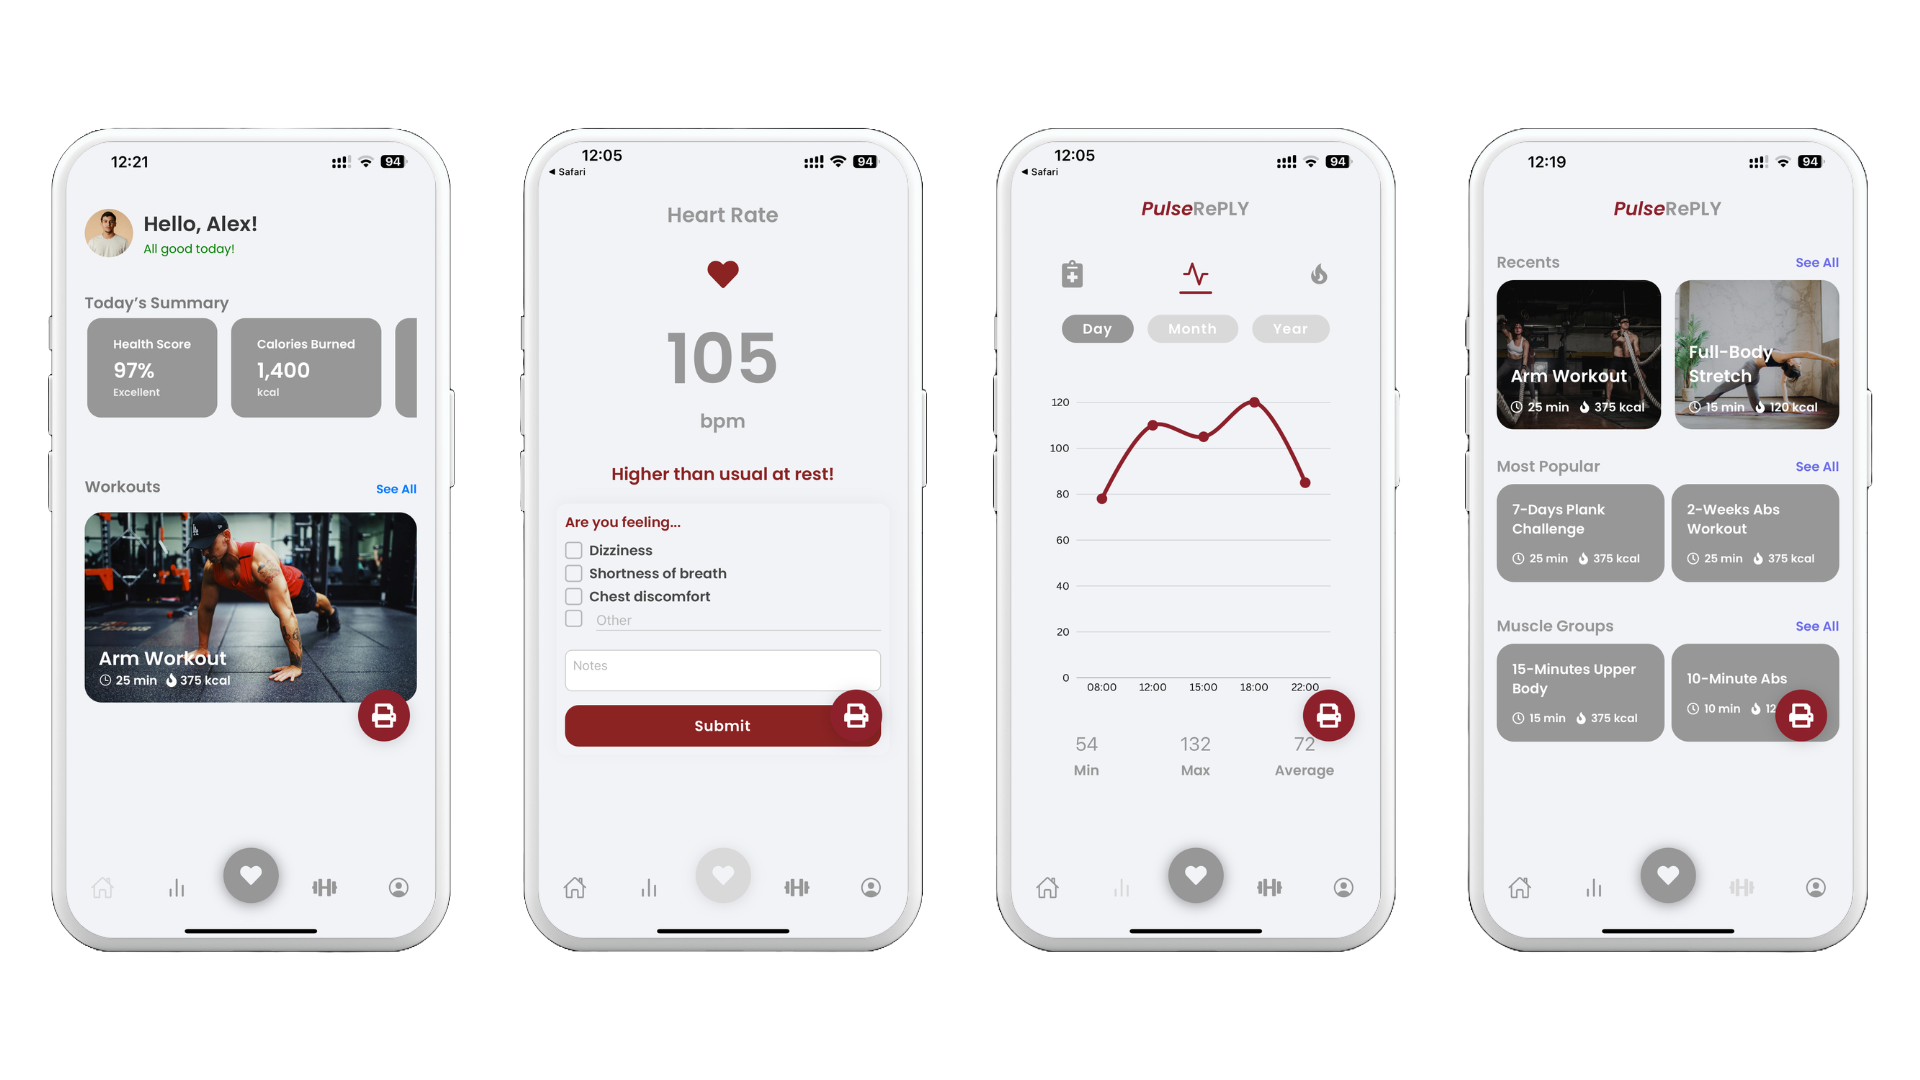 12:21
94
Hello, Alex!
All good today!
Today's Summary
Health Score
97%
Excellent
Calories Burned
1,400
kcal
Workouts
See All
Arm Workout
25 min 375 kcal
12:05
94
◀ Safari
Heart Rate
105
bpm
Higher than usual at rest!
Are you feeling...
Dizziness
Shortness of breath
Chest discomfort
Other
Notes
Submit
12:05
94
◀ Safari
PulseRePLY
Day
Month
Year
120
100
80
60
40
20
0
08:00 12:00 15:00 18:00 22:00
54
Min
132
Max
72
Average
12:19
94
PulseRePLY
Recents
See All
Arm Workout
25 min 375 kcal
Full-Body
Stretch
15 min 120 kcal
Most Popular
See All
7-Days Plank
Challenge
25 min 375 kcal
2-Weeks Abs
Workout
25 min 375 kcal
Muscle Groups
See All
15-Minutes Upper
Body
15 min 375 kcal
10-Minute Abs
10 min 12